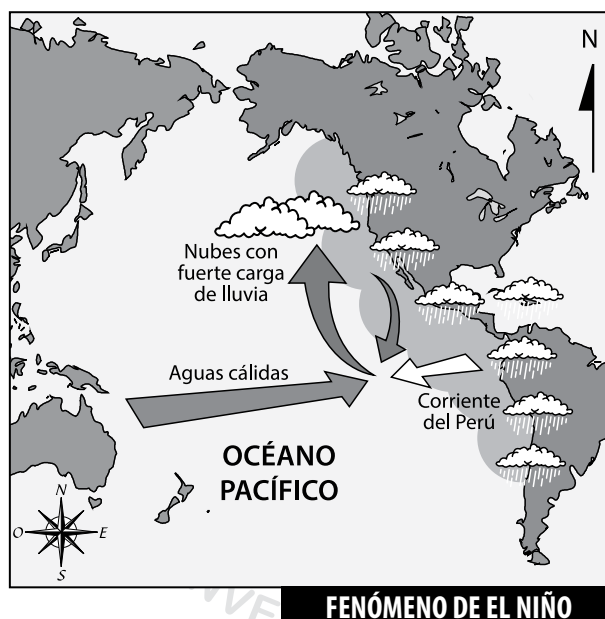 N
Nubes con
fuerte carga
de lluvia
Aguas cálidas
Corriente
del Perú
OCÉANO
PACÍFICO
N
O
E
S
FENÓMENO DE EL NIÑO